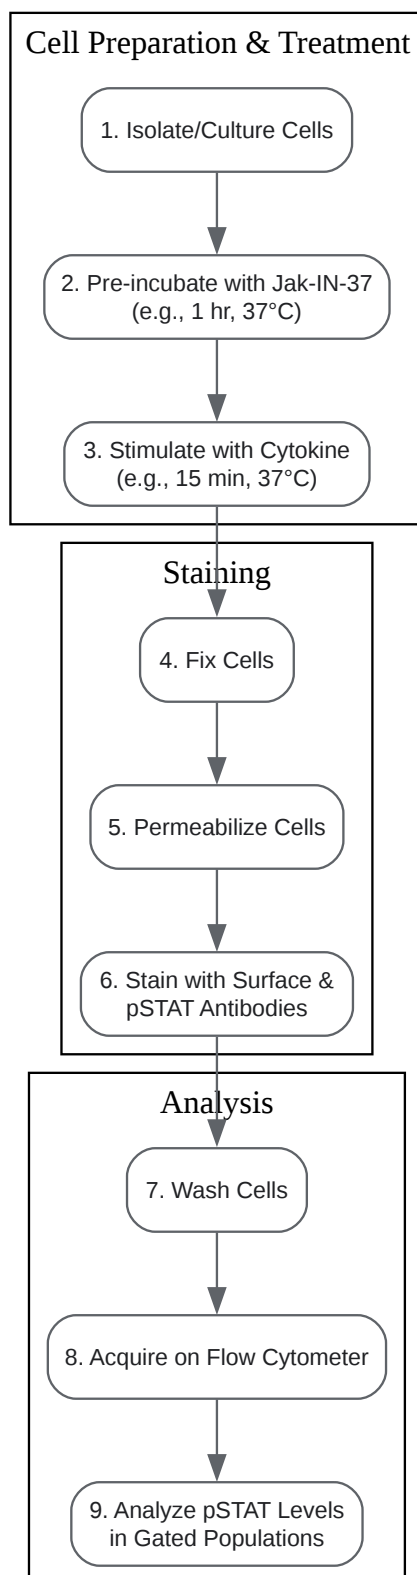 Cell Preparation & Treatment
1. Isolate/Culture Cells
2. Pre-incubate with Jak-IN-37
(e.g., 1 hr, 37°C)
3. Stimulate with Cytokine
(e.g., 15 min, 37°C)
Staining
4. Fix Cells
5. Permeabilize Cells
6. Stain with Surface &
pSTAT Antibodies
Analysis
7. Wash Cells
8. Acquire on Flow Cytometer
9. Analyze pSTAT Levels
in Gated Populations